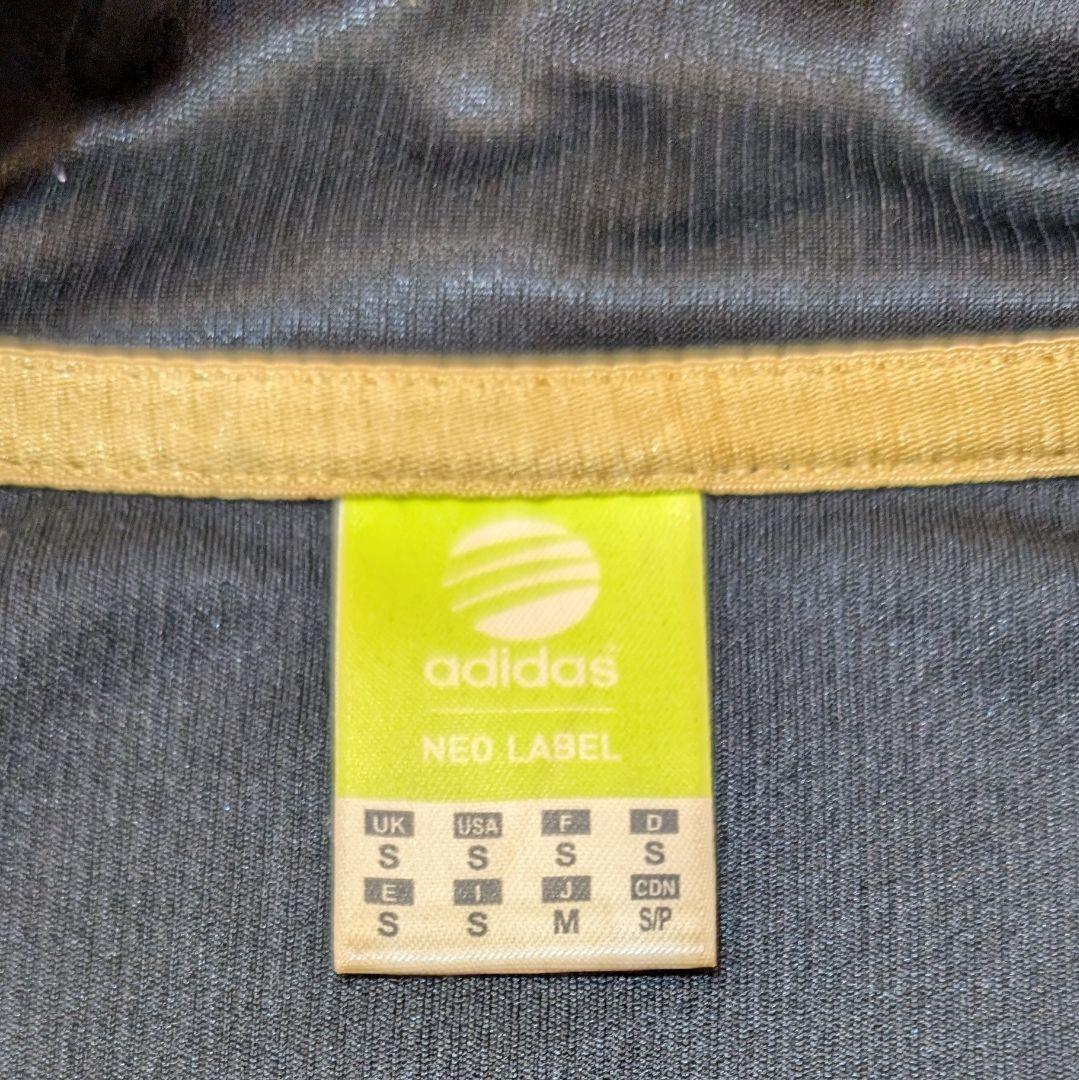 adidas
NEO LABEL
UK USA F D
S S S S
E I J CDN
S S M S/P